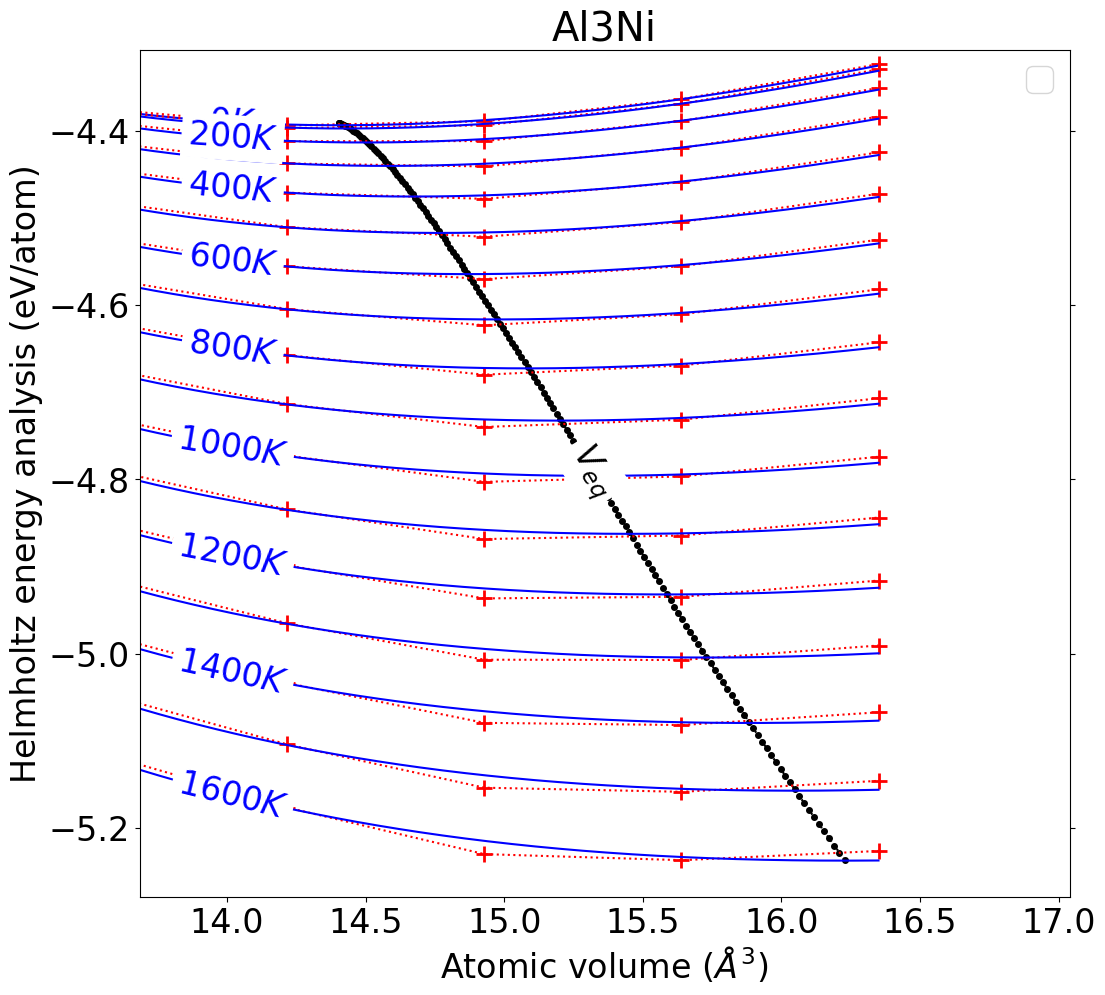 Al3Ni
Helmholtz energy analysis (eV/atom)
−4.4
−4.6
−4.8
−5.0
−5.2
0K
200K
400K
600K
800K
1000K
1200K
1400K
1600K
V_eq
14.0 14.5 15.0 15.5 16.0 16.5 17.0
Atomic volume (Å³)